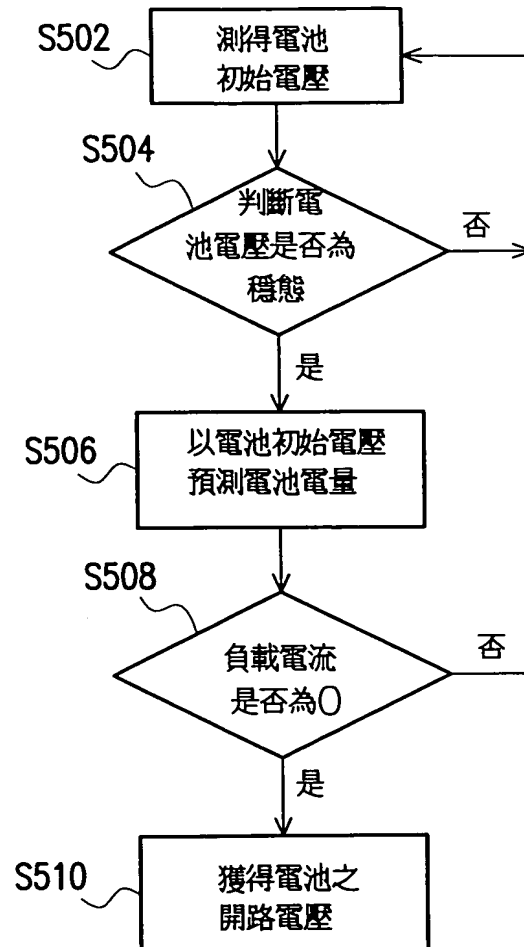 S502
測得電池
初始電壓
S504
判斷電
池電壓是否為
穩態
否
是
S506
以電池初始電壓
預測電池電量
S508
負載電流
是否為0
否
是
S510
獲得電池之
開路電壓